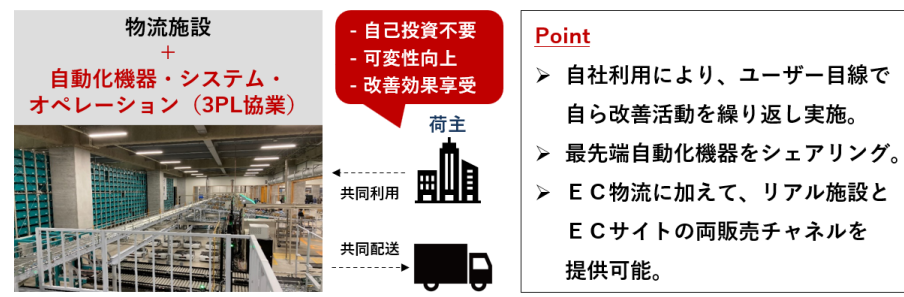 物流施設
+
自動化機器・システム・
オペレーション（3PL協業）
- 自己投資不要
- 可変性向上
- 改善効果享受
荷主
共同利用
共同配送
Point
➢ 自社利用により、ユーザー目線で
自ら改善活動を繰り返し実施。
➢ 最先端自動化機器をシェアリング。
➢ ＥＣ物流に加えて、リアル施設と
ＥＣサイトの両販売チャネルを
提供可能。